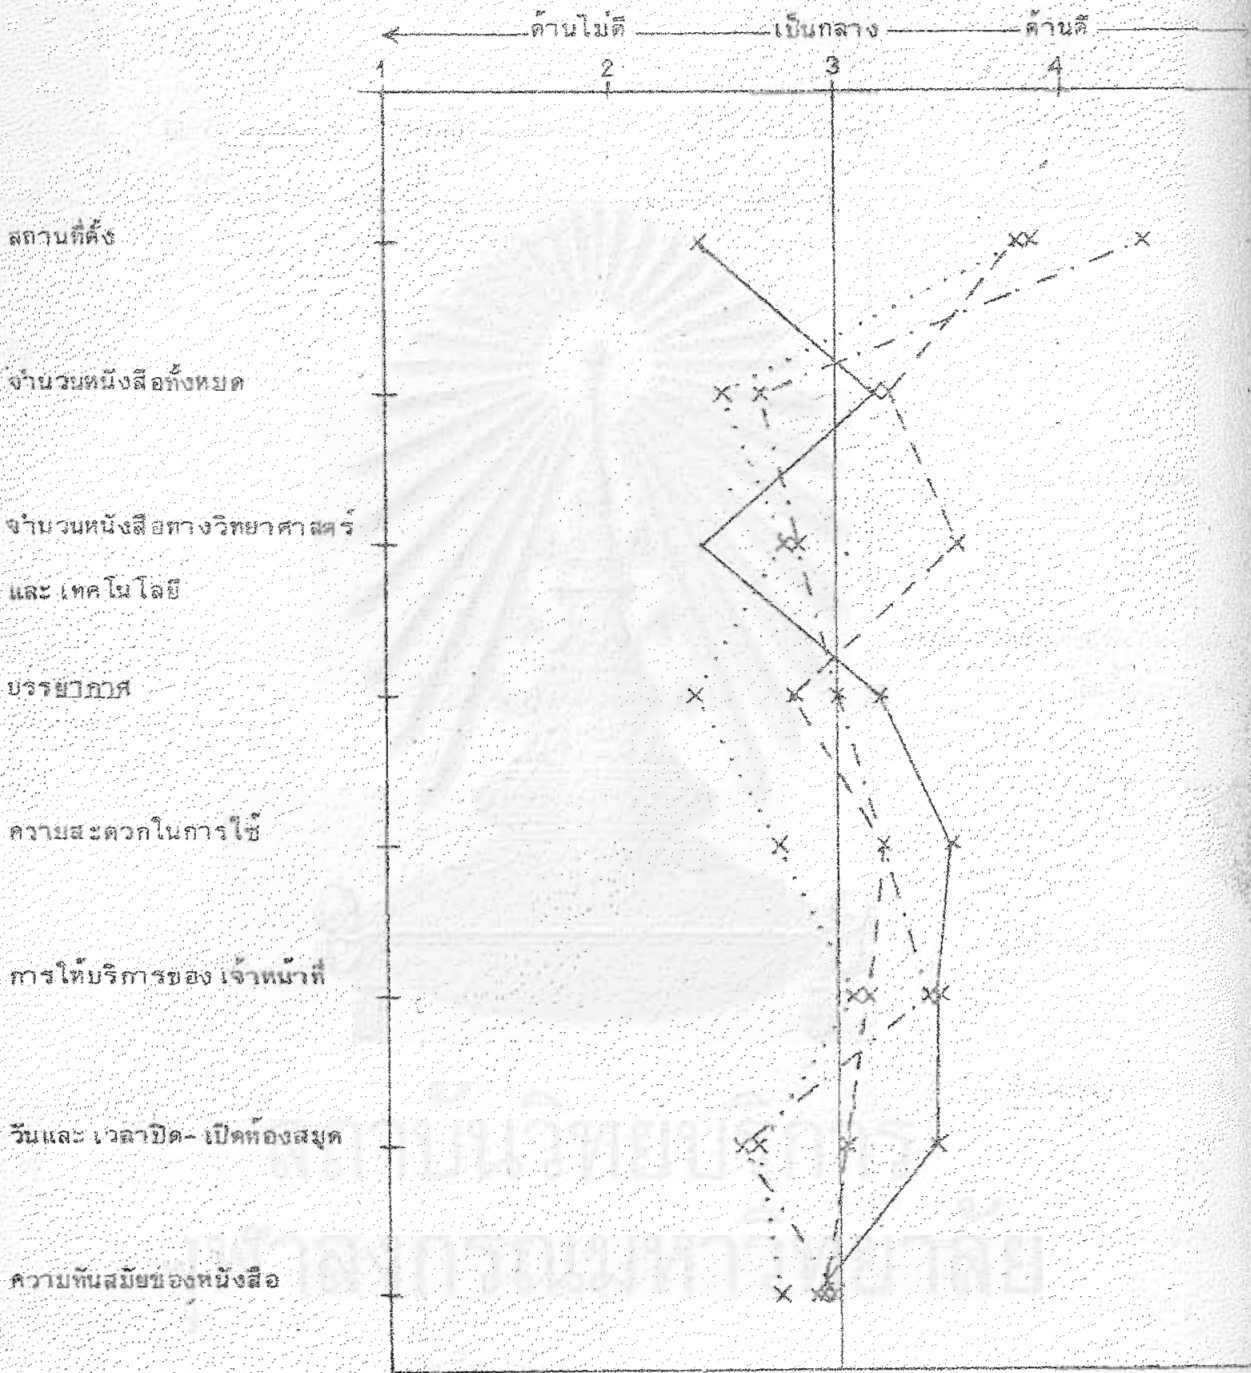 ด้านไม่ดี เป็นกลาง ด้านดี
1 2 3 4
สถานที่ตั้ง
จำนวนหนังสือทั้งหมด
จำนวนหนังสือทางวิทยาศาสตร์
และเทคโนโลยี
บรรยากาศ
ความสะดวกในการใช้
การให้บริการของเจ้าหน้าที่
วันและเวลาปิด-เปิดห้องสมุด
ความทันสมัยของหนังสือ